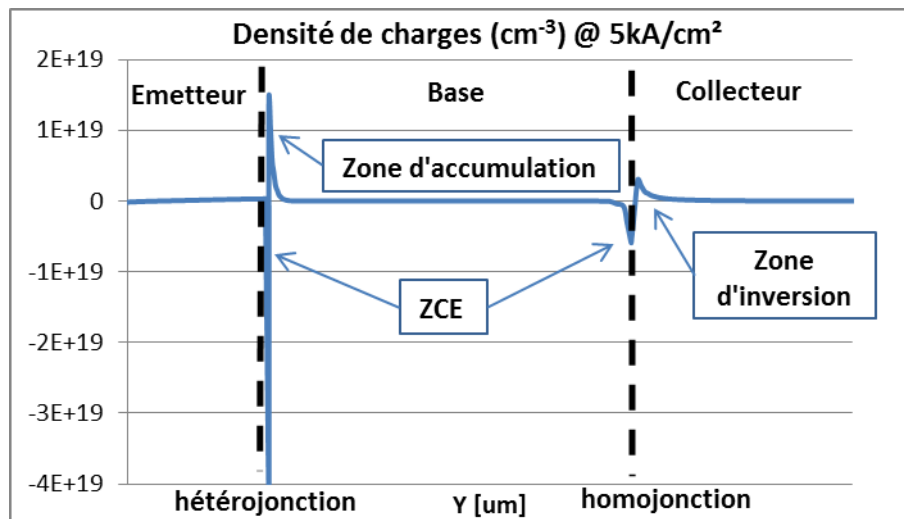 Densité de charges (cm-3) @ 5kA/cm²
2E+19
Emetteur
Base
Collecteur
1E+19
Zone d'accumulation
0
-1E+19
ZCE
Zone
d'inversion
-2E+19
-3E+19
-4E+19
hétérojonction
Y [um]
homojonction